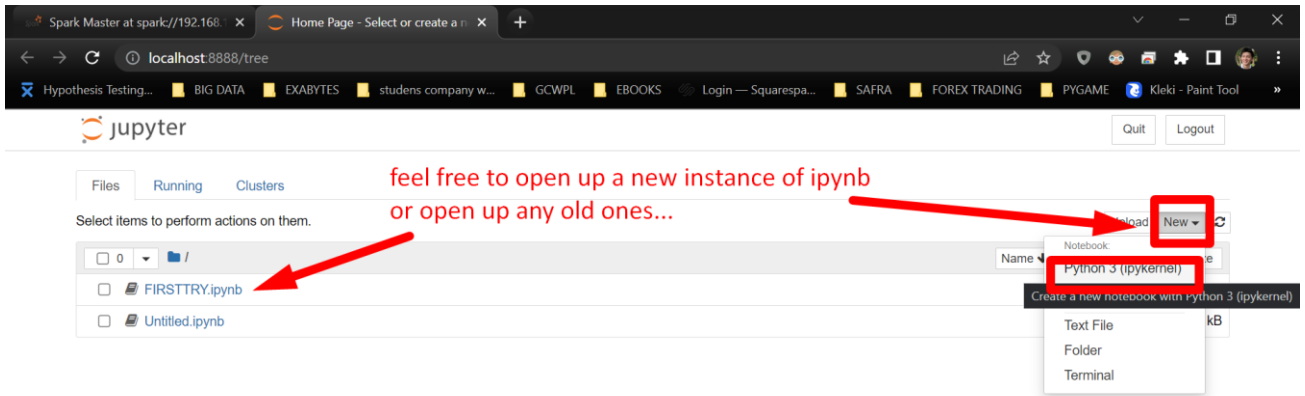 Spark Master at spark://192.168.1
Home Page - Select or create a n
localhost:8888/tree
Hypothesis Testing... BIG DATA EXABYTES studens company w... GCWPL EBOOKS Login — Squarespa... SAFRA FOREX TRADING PYGAME Kleki - Paint Tool »
jupyter
Quit Logout
Files Running Clusters
feel free to open up a new instance of ipynb
or open up any old ones...
Select items to perform actions on them.
New
0 /
Name
Notebook:
Python 3 (ipykernel)
FIRSTTRY.ipynb
Create a new notebook with Python 3 (ipykernel)
Untitled.ipynb
kB
Text File
Folder
Terminal